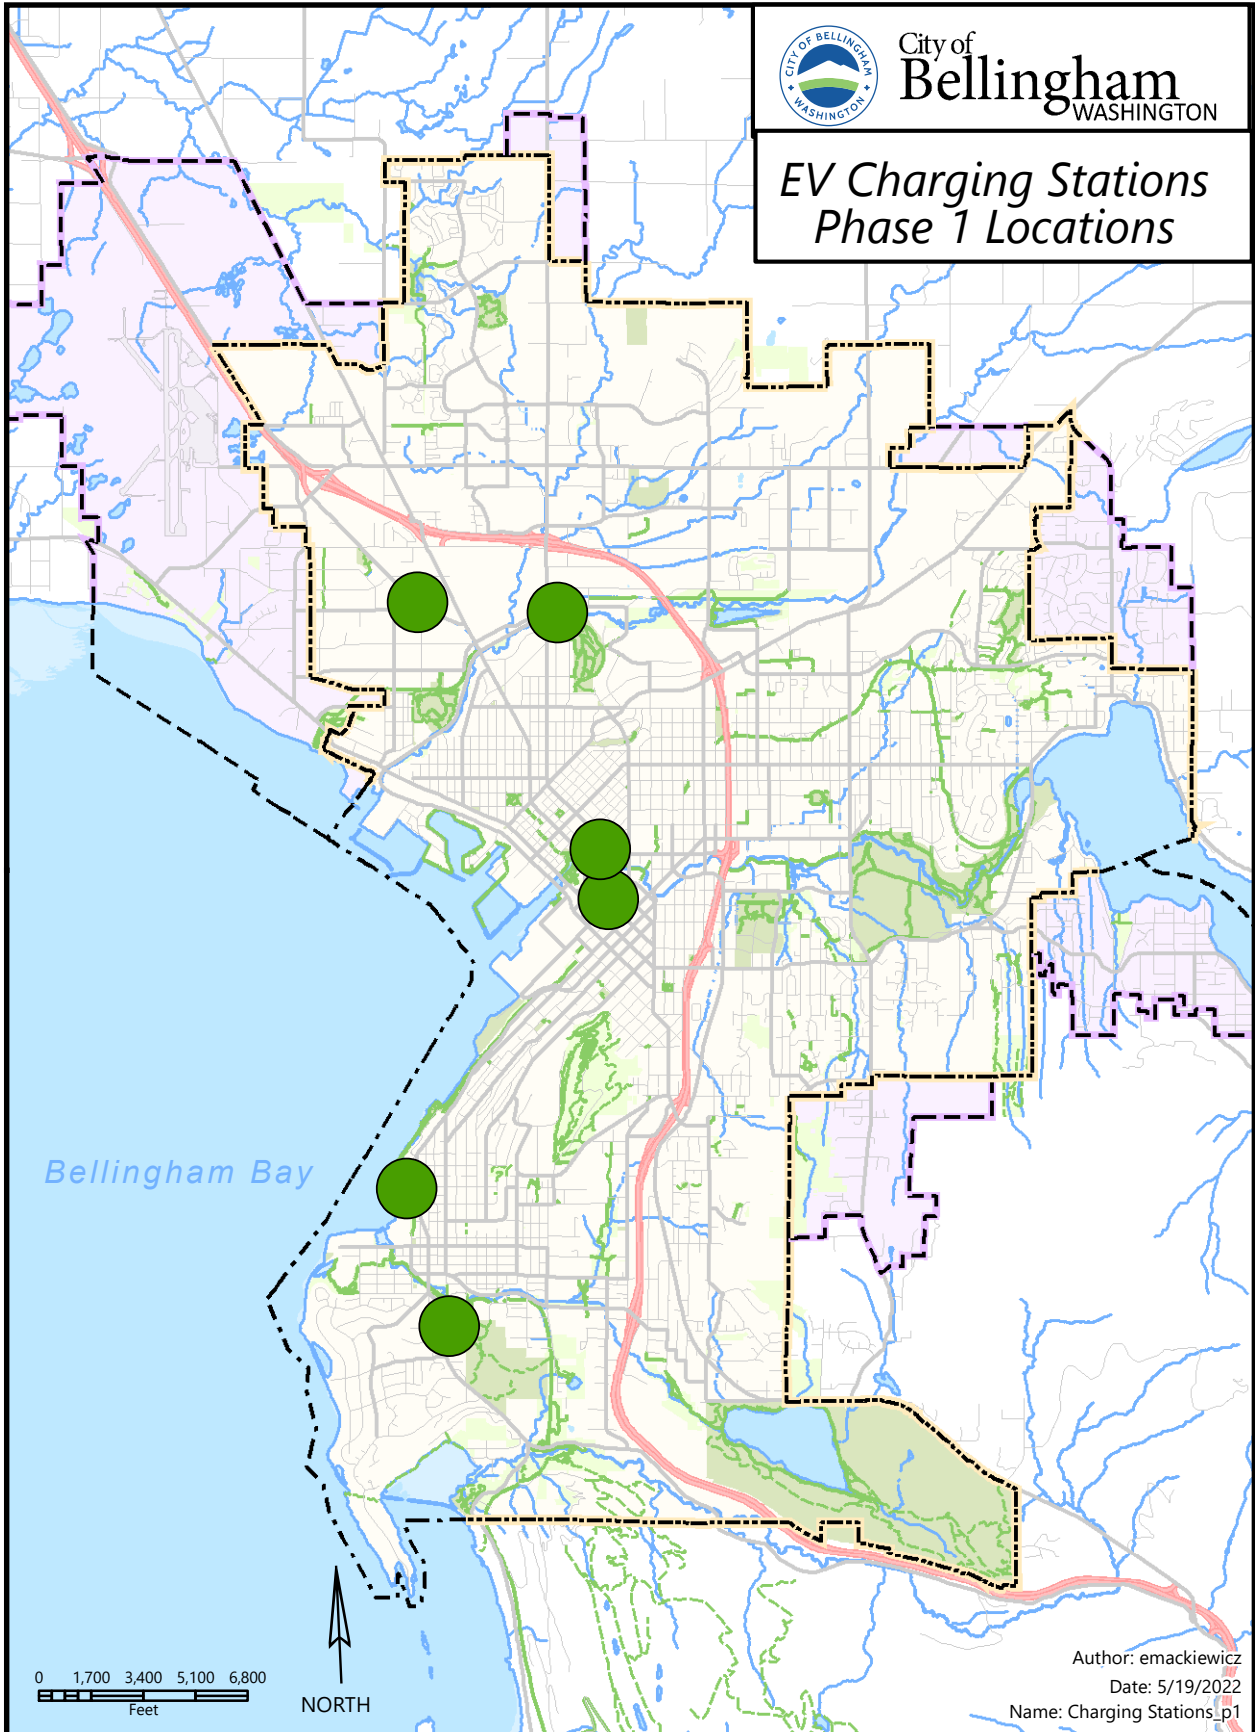 CITY OF BELLINGHAM
WASHINGTON
City of
Bellingham
WASHINGTON
EV Charging Stations
Phase 1 Locations
Bellingham Bay
0 1,700 3,400 5,100 6,800
Feet
NORTH
Author: emackiewicz
Date: 5/19/2022
Name: Charging Stations_p1